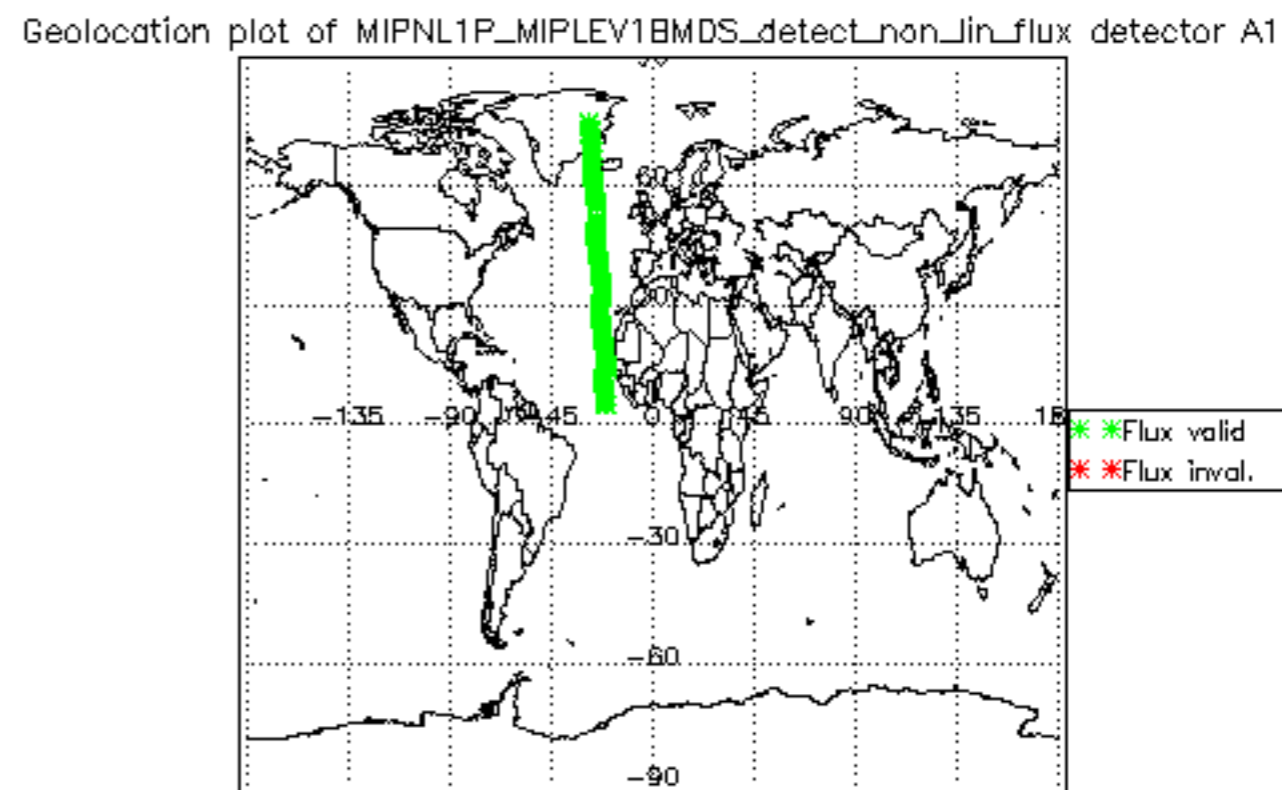 Geolocation plot of MIPNL1P_MIPLEV1BMDS_detect_non_lin_flux detector A1
60
-135 -90 45 0 45 90 135 18
Flux valid
Flux inval.
-30
-60
-90